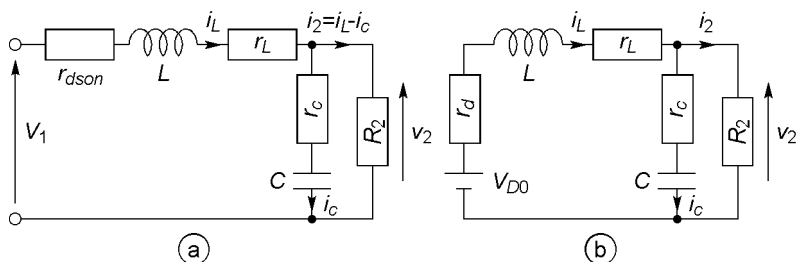 i_L i_2=i_L-i_c
r_dson L r_L
r_c
R_2
V_1 v_2
C
i_c
a
i_L i_2
L r_L
r_d r_c
R_2
v_2
V_D0 C
i_c
b